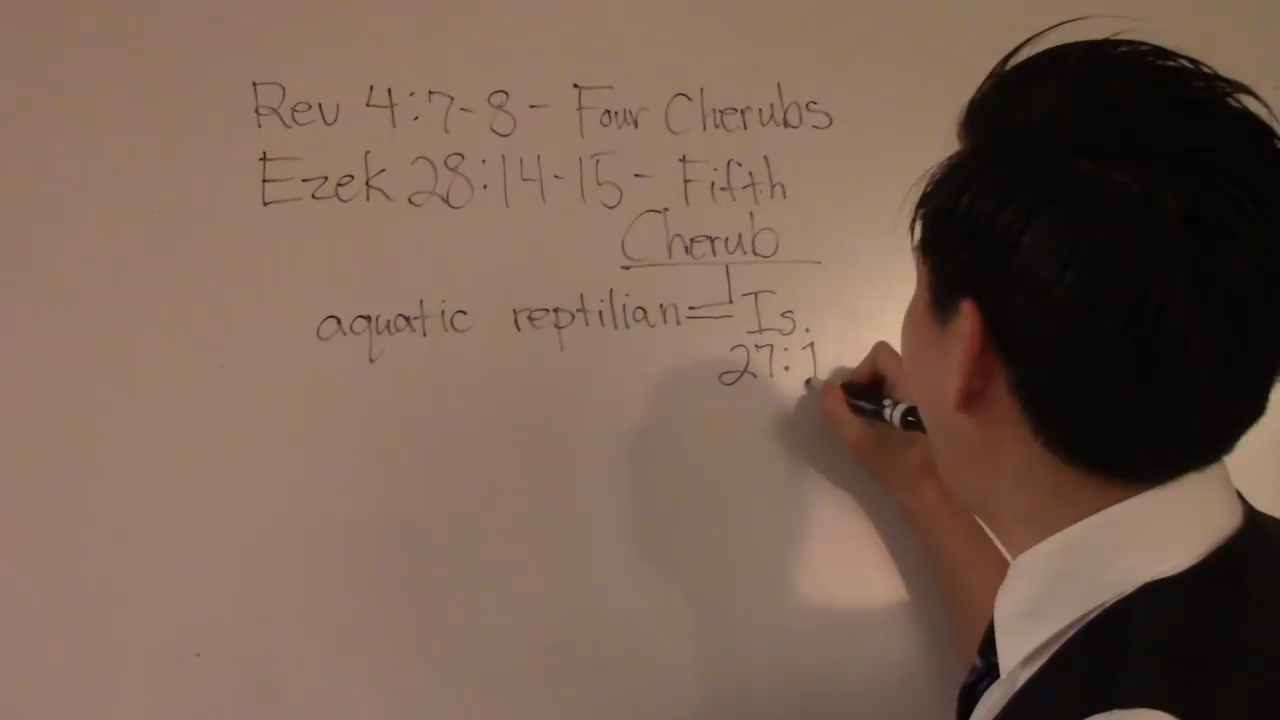 Rev 4:7-8 - Four Cherubs
Ezek 28:14-15 - Fifth
Cherub
aquatic reptilian = Is.
27:1